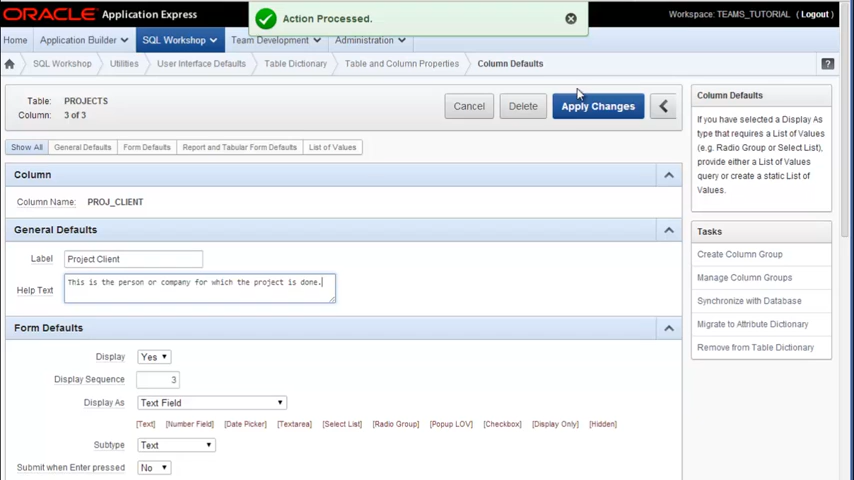 ORACLE Application Express
Action Processed.
Workspace: TEAMS_TUTORIAL (Logout)
Home Application Builder SQL Workshop Team Development Administration
SQL Workshop Utilities User Interface Defaults Table Dictionary Table and Column Properties Column Defaults ?
Table: PROJECTS
Column: 3 of 3
Cancel Delete Apply Changes
Show All General Defaults Form Defaults Report and Tabular Form Defaults List of Values
Column
Column Name: PROJ_CLIENT
General Defaults
Label Project Client
Help Text This is the person or company for which the project is done.
Form Defaults
Display Yes
Display Sequence 3
Display As Text Field
[Text] [Number Field] [Date Picker] [Textarea] [Select List] [Radio Group] [Popup LOV] [Checkbox] [Display Only] [Hidden]
Subtype Text
Submit when Enter pressed No
Column Defaults
If you have selected a Display As
type that requires a List of Values
(e.g. Radio Group or Select List),
provide either a List of Values
query or create a static List of
Values.
Tasks
Create Column Group
Manage Column Groups
Synchronize with Database
Migrate to Attribute Dictionary
Remove from Table Dictionary